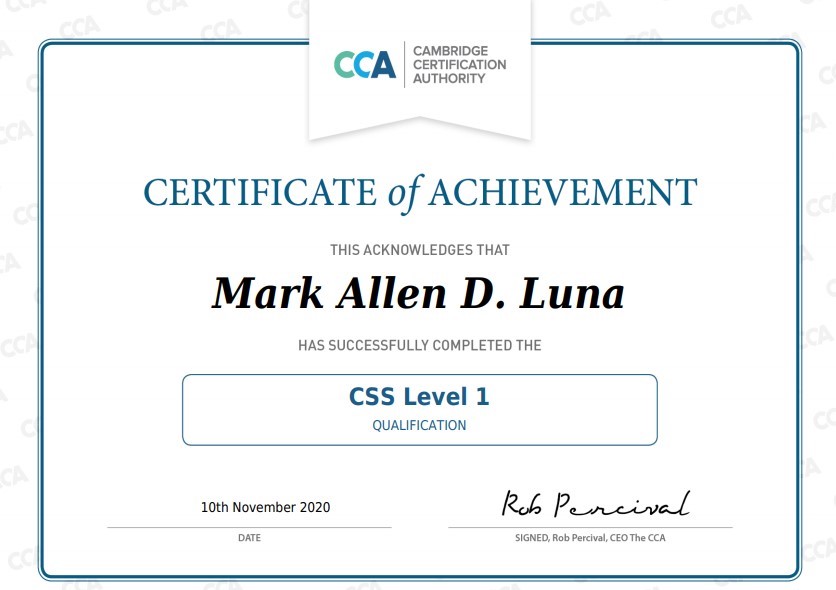 CCA
CAMBRIDGE
CERTIFICATION
AUTHORITY
CERTIFICATE of ACHIEVEMENT
THIS ACKNOWLEDGES THAT
Mark Allen D. Luna
HAS SUCCESSFULLY COMPLETED THE
CSS Level 1
QUALIFICATION
10th November 2020
Rob Percival
DATE
SIGNED, Rob Percival, CEO The CCA